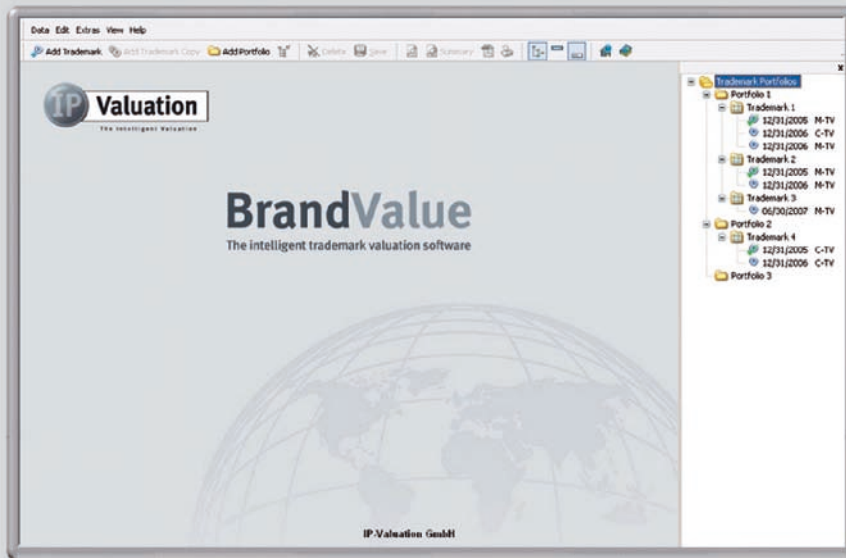 Data Edit Extras View Help
Add Trademark Add Trademark Copy Add Portfolio Delete Save Summary
IP Valuation
The Intelligent Valuation
BrandValue
The intelligent trademark valuation software
IP-Valuation GmbH
Trademark Portfolios
Portfolio 1
Trademark 1
12/31/2005 M-TV
12/31/2006 C-TV
12/31/2006 M-TV
Trademark 2
12/31/2005 M-TV
12/31/2006 M-TV
Trademark 3
06/30/2007 M-TV
Portfolio 2
Trademark 4
12/31/2005 C-TV
12/31/2006 C-TV
Portfolio 3